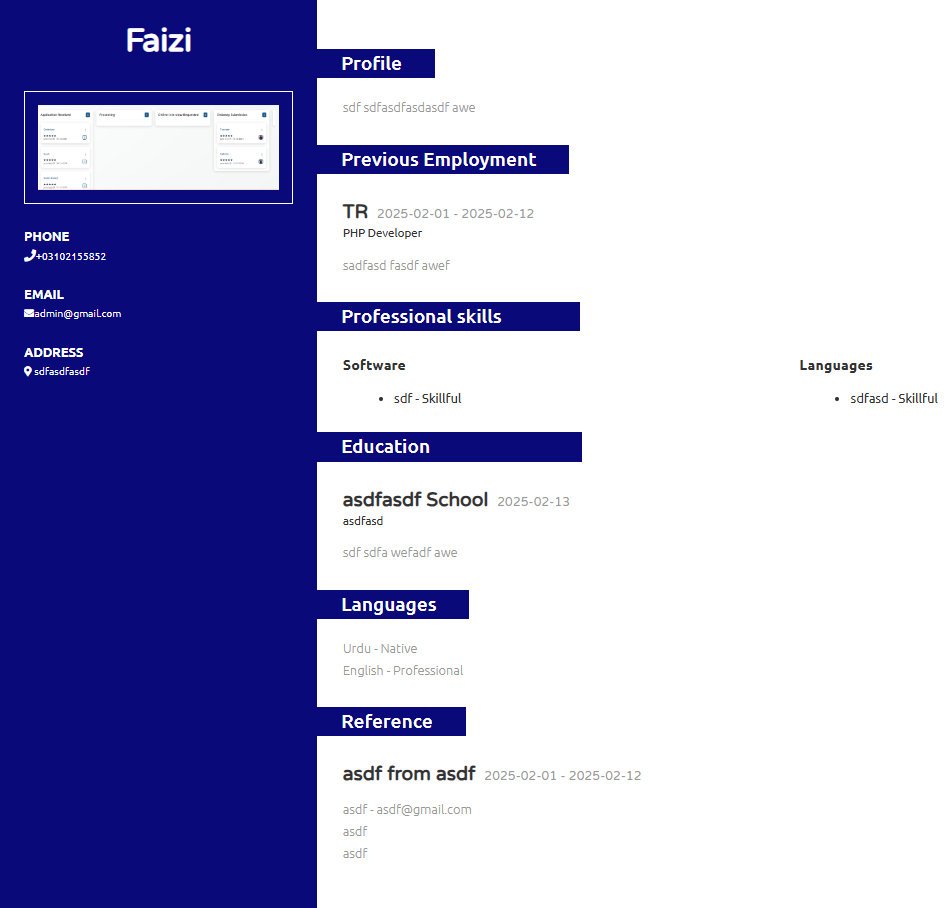 Faizi
Application Received
Processing
PHONE
+03102155852
EMAIL
admin@gmail.com
ADDRESS
sdfasdfasdf
Profile
sdf sdfasdfasdasdf awe
Previous Employment
TR 2025-02-01 - 2025-02-12
PHP Developer
sadfasd fasdf awef
Professional skills
Software Languages
• sdf - Skillful • sdfasd - Skillful
Education
asdfasdf School 2025-02-13
asdfasd
sdf sdfa wefadf awe
Languages
Urdu - Native
English - Professional
Reference
asdf from asdf 2025-02-01 - 2025-02-12
asdf - asdf@gmail.com
asdf
asdf